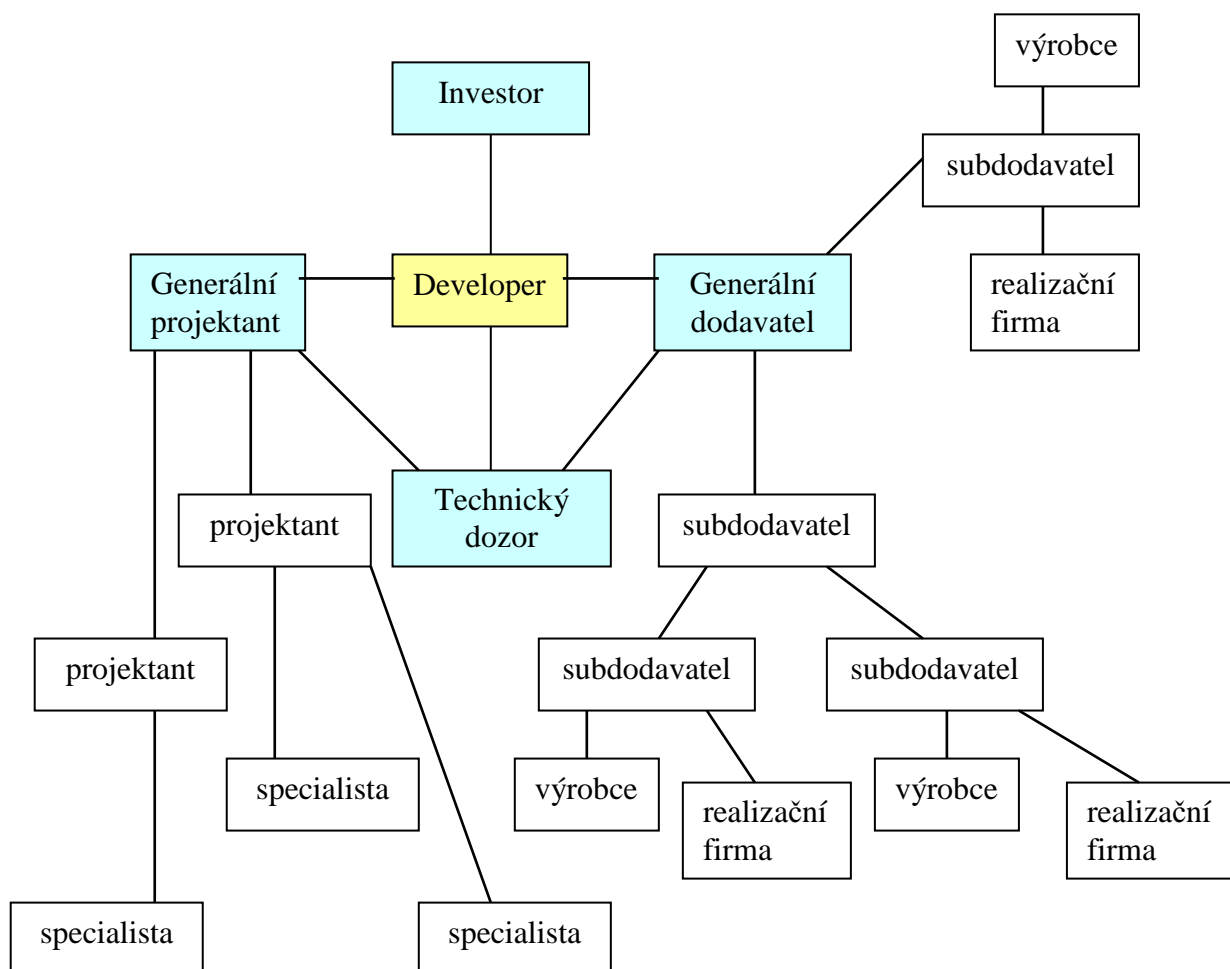 výrobce
Investor
subdodavatel
Generální
projektant
Developer
Generální
dodavatel
realizační
firma
projektant
Technický
dozor
subdodavatel
projektant
subdodavatel
subdodavatel
specialista
výrobce
realizační
firma
výrobce
realizační
firma
specialista
specialista